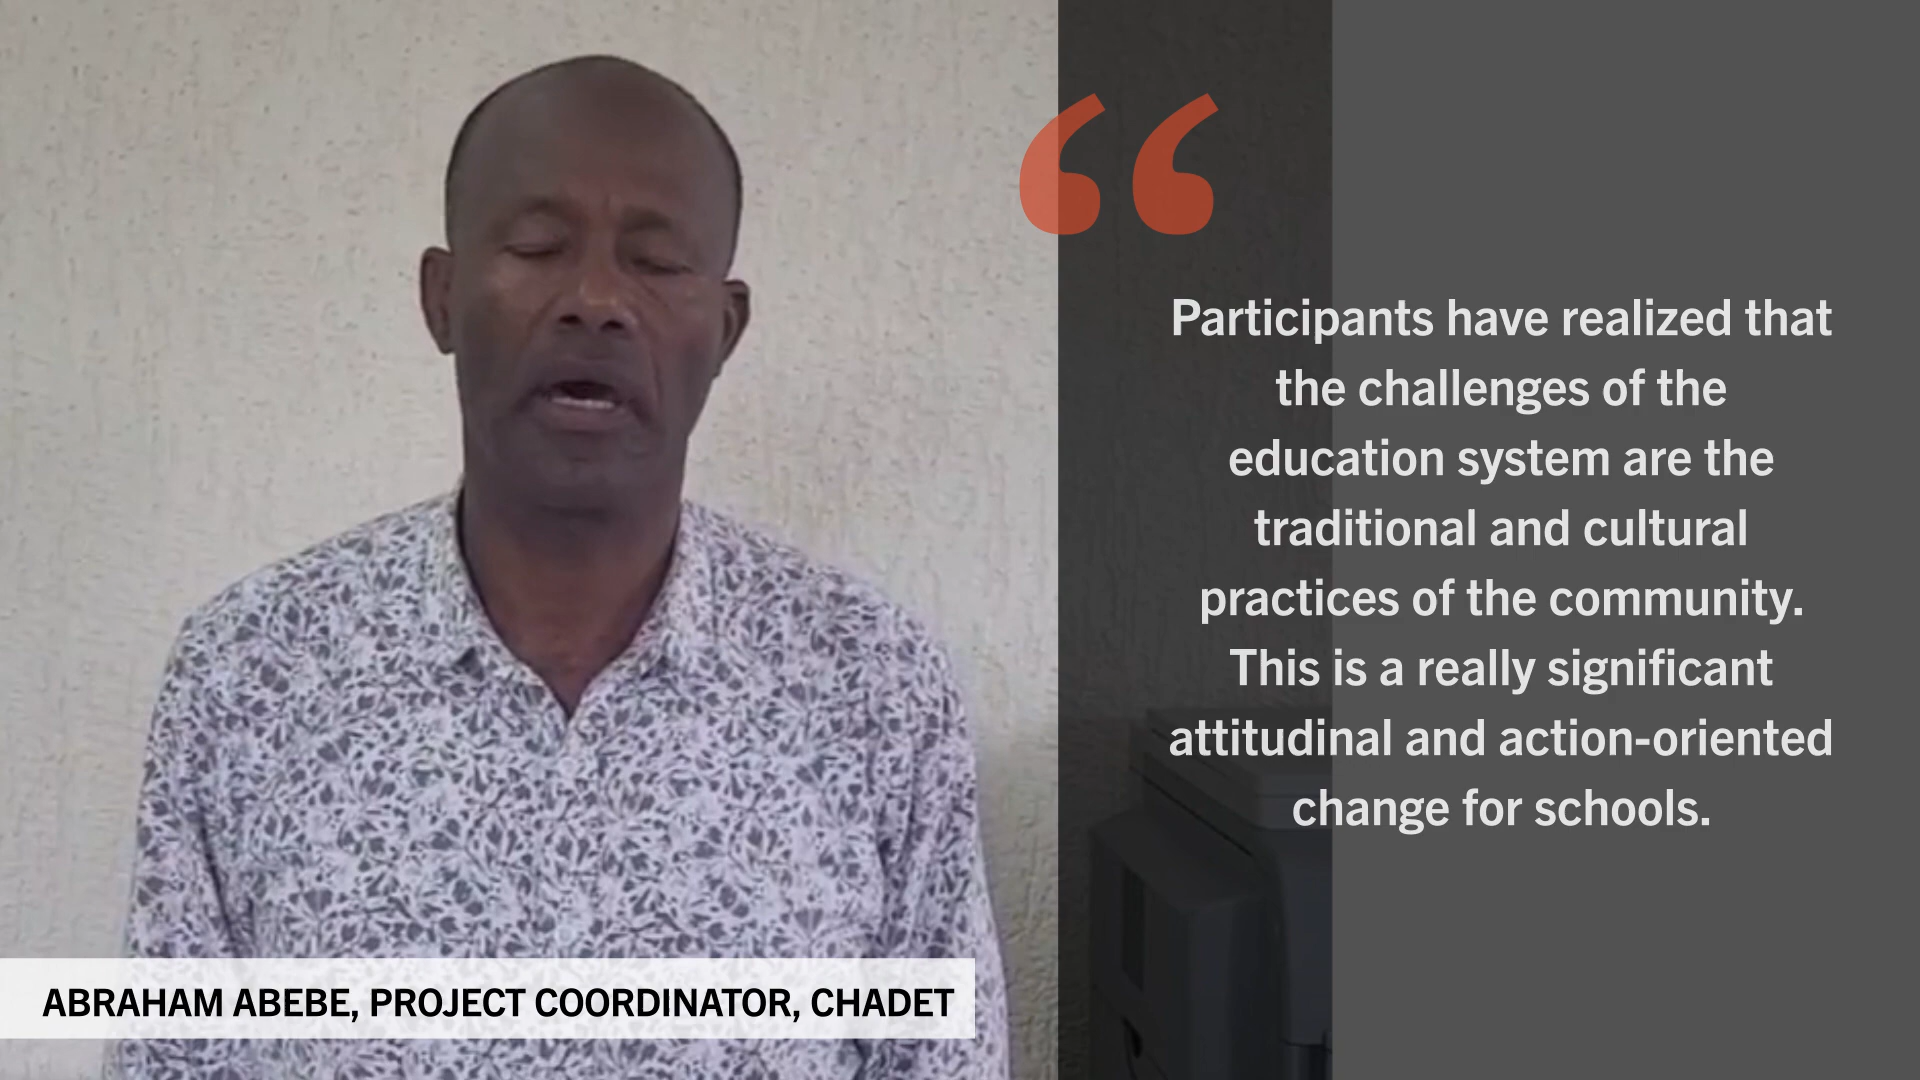 “
Participants have realized that
the challenges of the
education system are the
traditional and cultural
practices of the community.
This is a really significant
attitudinal and action-oriented
change for schools.
ABRAHAM ABEBE, PROJECT COORDINATOR, CHADET